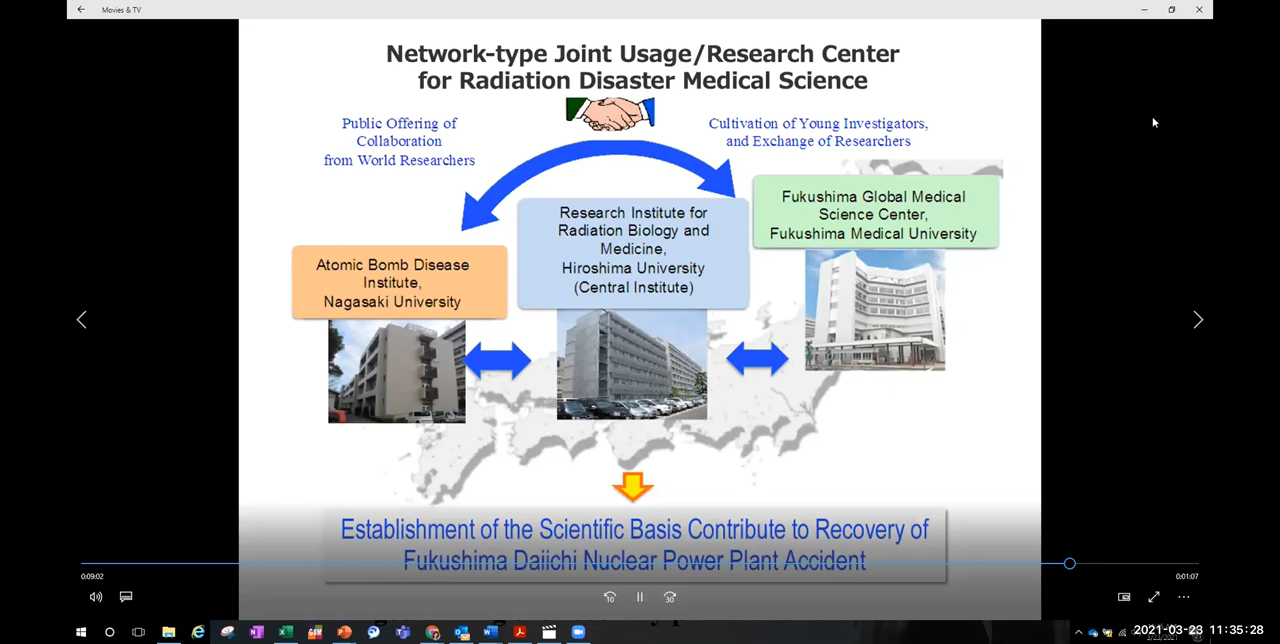 Movies & TV
Network-type Joint Usage/Research Center
for Radiation Disaster Medical Science
Public Offering of
Collaboration
from World Researchers
Cultivation of Young Investigators,
and Exchange of Researchers
Atomic Bomb Disease
Institute,
Nagasaki University
Research Institute for
Radiation Biology and
Medicine,
Hiroshima University
(Central Institute)
Fukushima Global Medical
Science Center,
Fukushima Medical University
Establishment of the Scientific Basis Contribute to Recovery of
Fukushima Daiichi Nuclear Power Plant Accident
0:09:02
0:01:07
10
30
2021-03-23 11:35:28